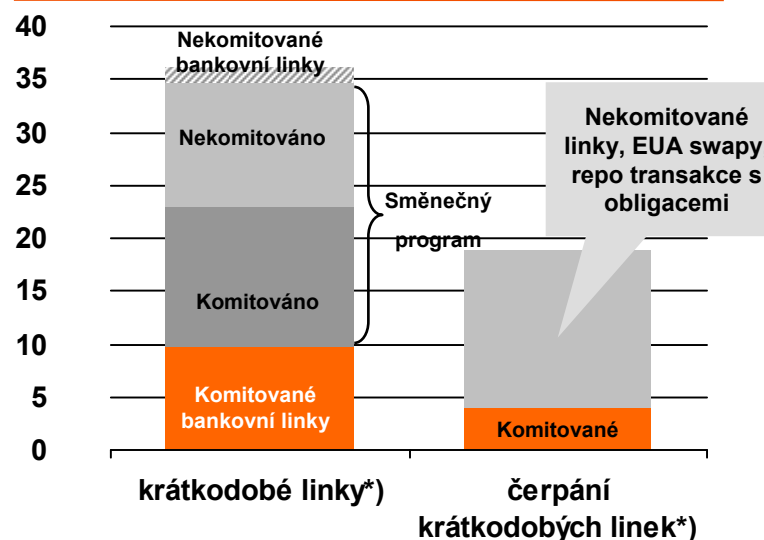 40
35
30
25
20
15
10
5
0
Nekomitované
bankovní linky
Nekomitováno
Komitováno
Komitované
bankovní linky
Směnečný
program
Nekomitované
linky, EUA swapy
repo transakce s
obligacemi
Komitované
krátkodobé linky*)
čerpání
krátkodobých linek*)